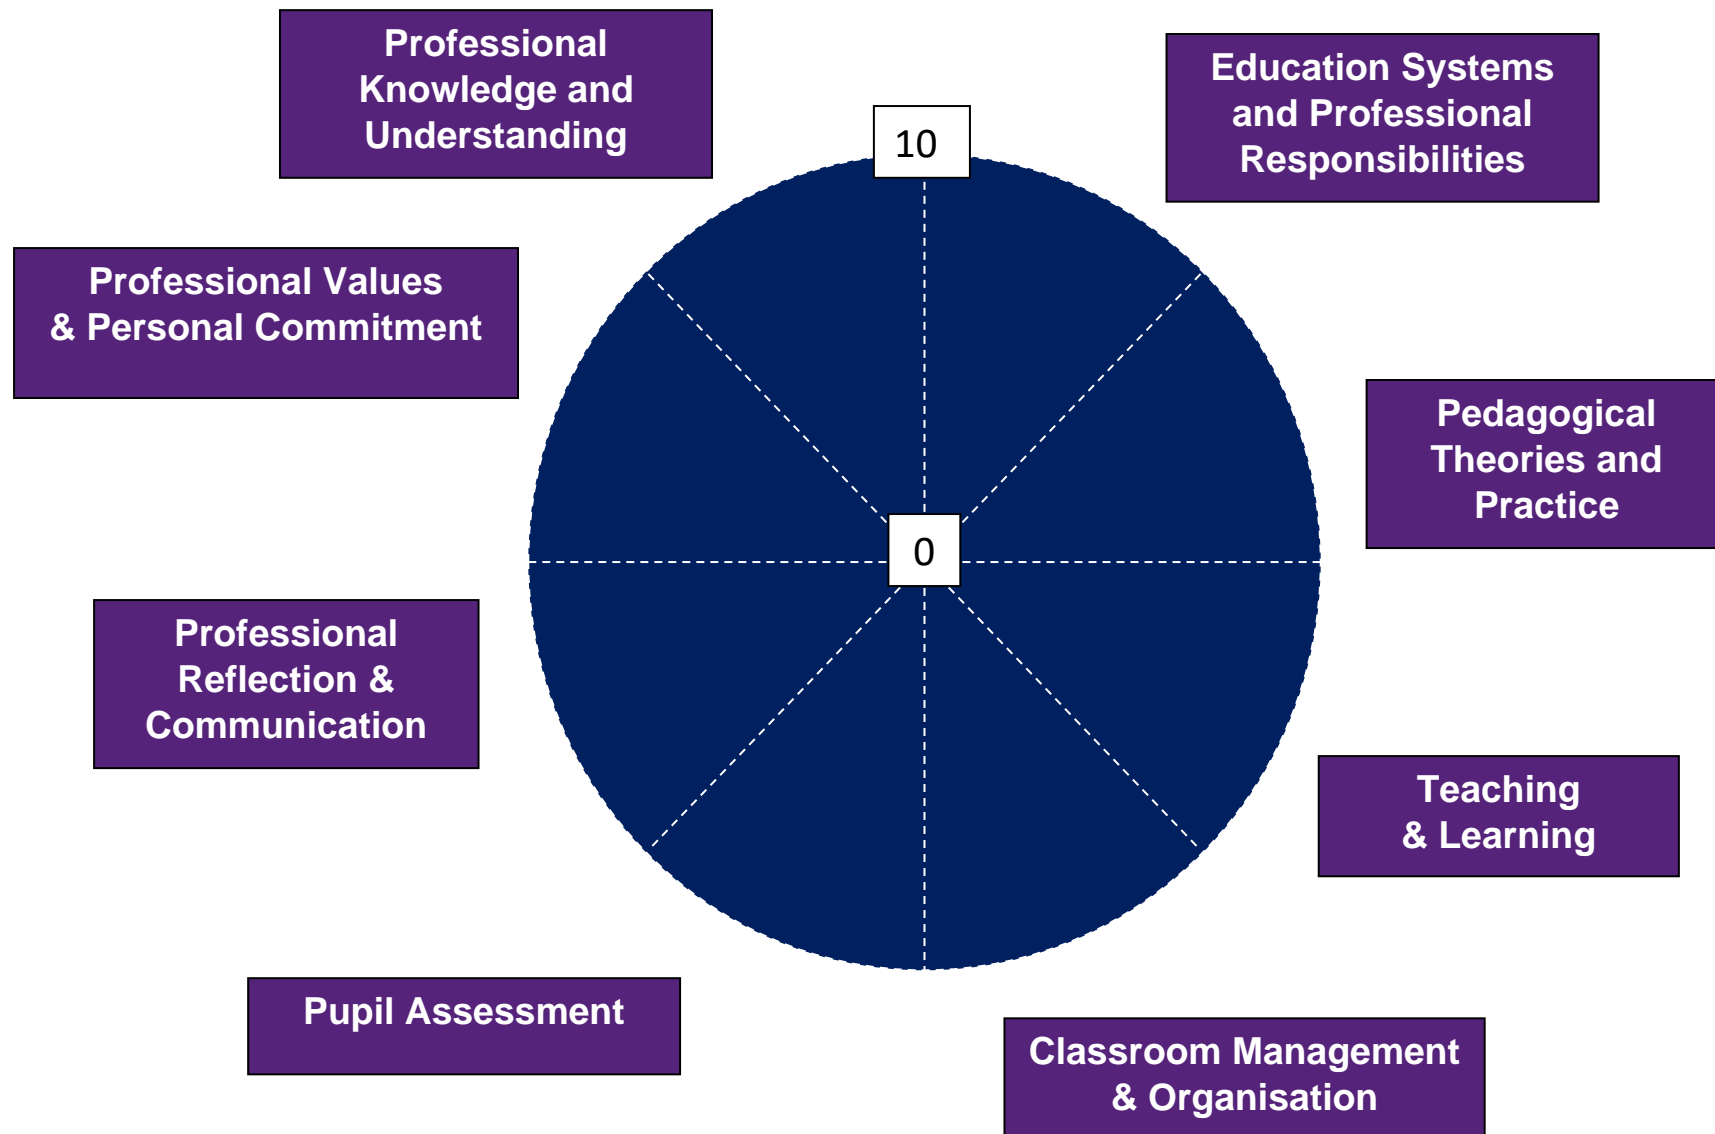 Professional
Knowledge and
Understanding
Education Systems
and Professional
Responsibilities
10
Professional Values
& Personal Commitment
Pedagogical
Theories and
Practice
0
Professional
Reflection &
Communication
Teaching
& Learning
Pupil Assessment
Classroom Management
& Organisation